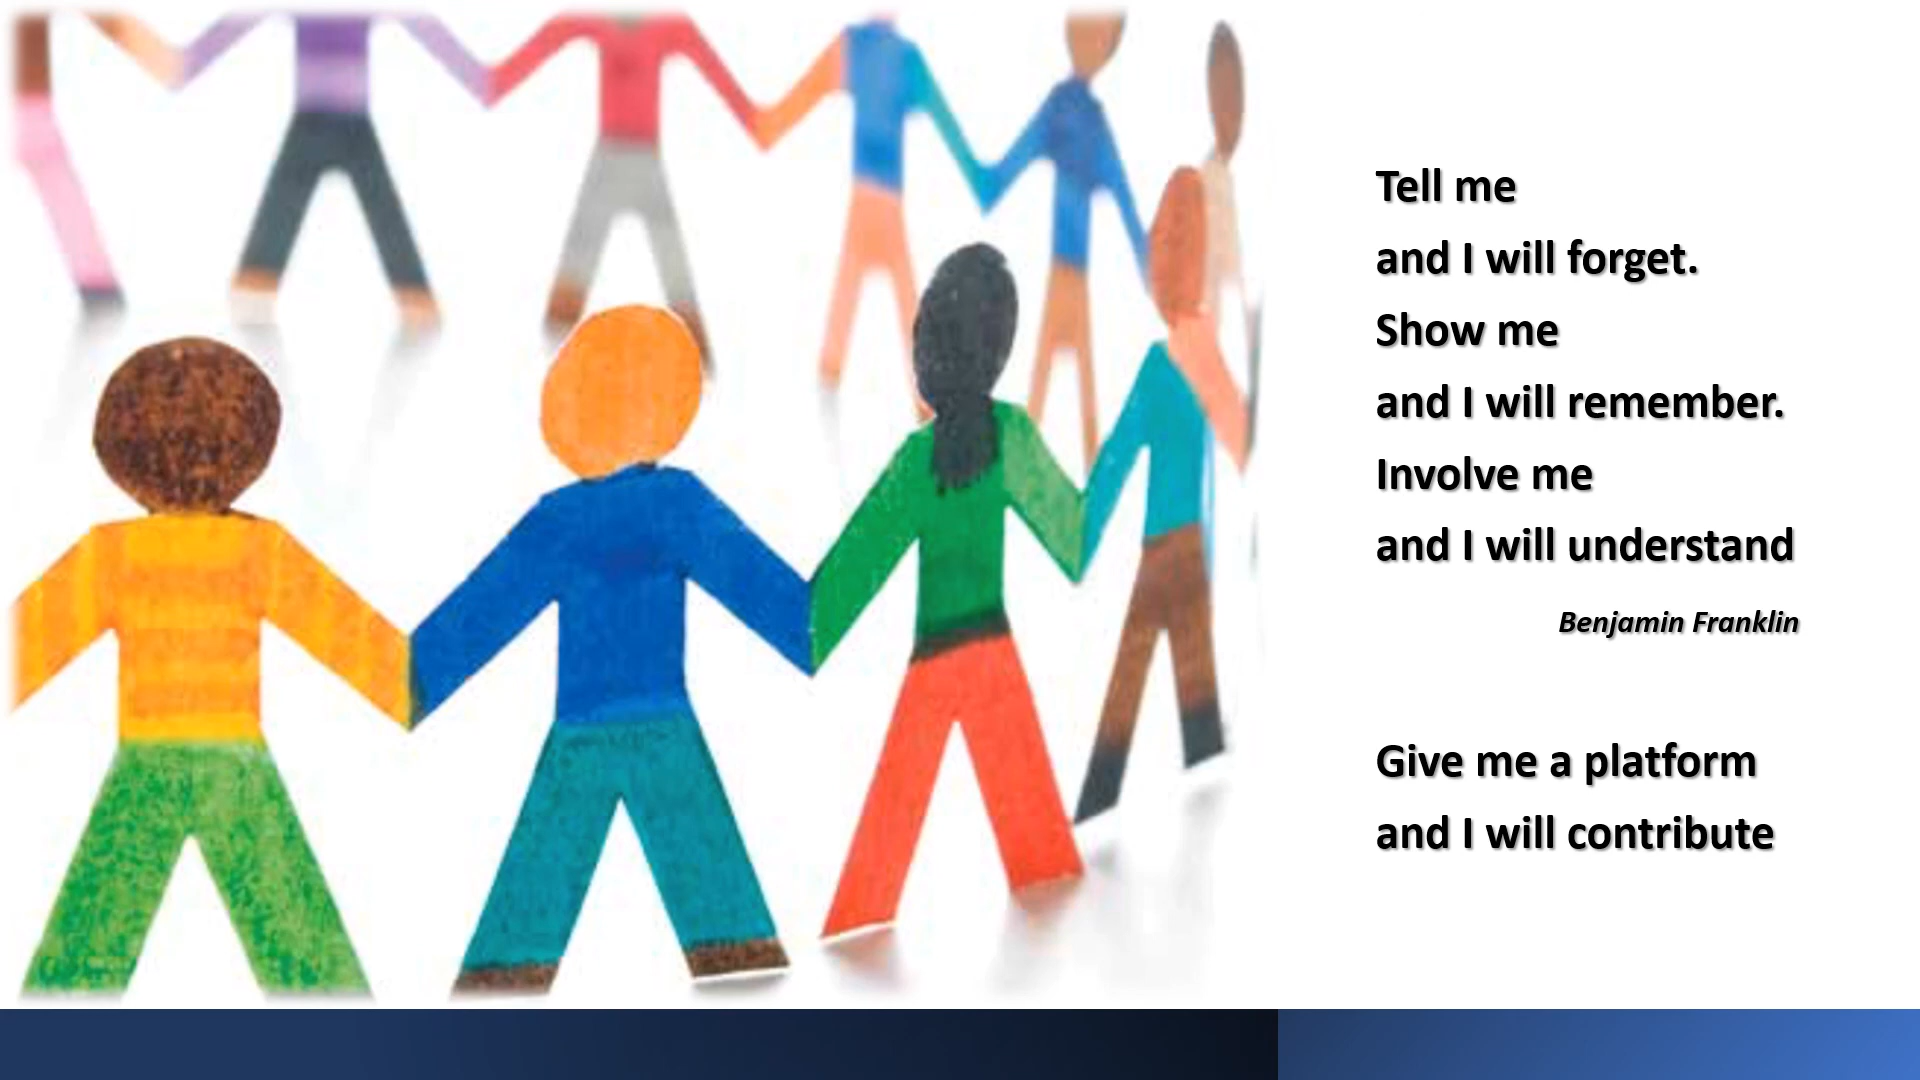 Tell me
and I will forget.
Show me
and I will remember.
Involve me
and I will understand
Benjamin Franklin
Give me a platform
and I will contribute